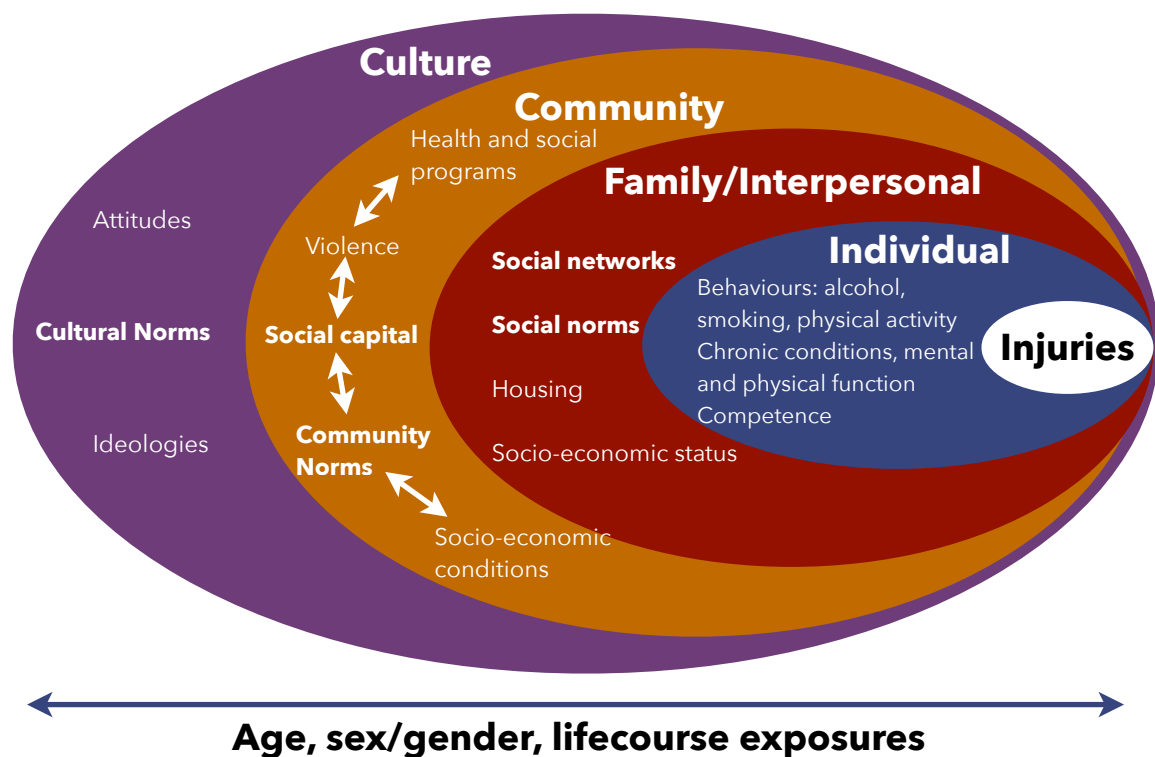 Culture
Attitudes
Cultural Norms
Ideologies
Community
Health and social
programs
Violence
Social capital
Community
Norms
Socio-economic
conditions
Family/Interpersonal
Social networks
Social norms
Housing
Socio-economic status
Individual
Behaviours: alcohol,
smoking, physical activity
Chronic conditions, mental
and physical function
Competence
Injuries
Age, sex/gender, lifecourse exposures